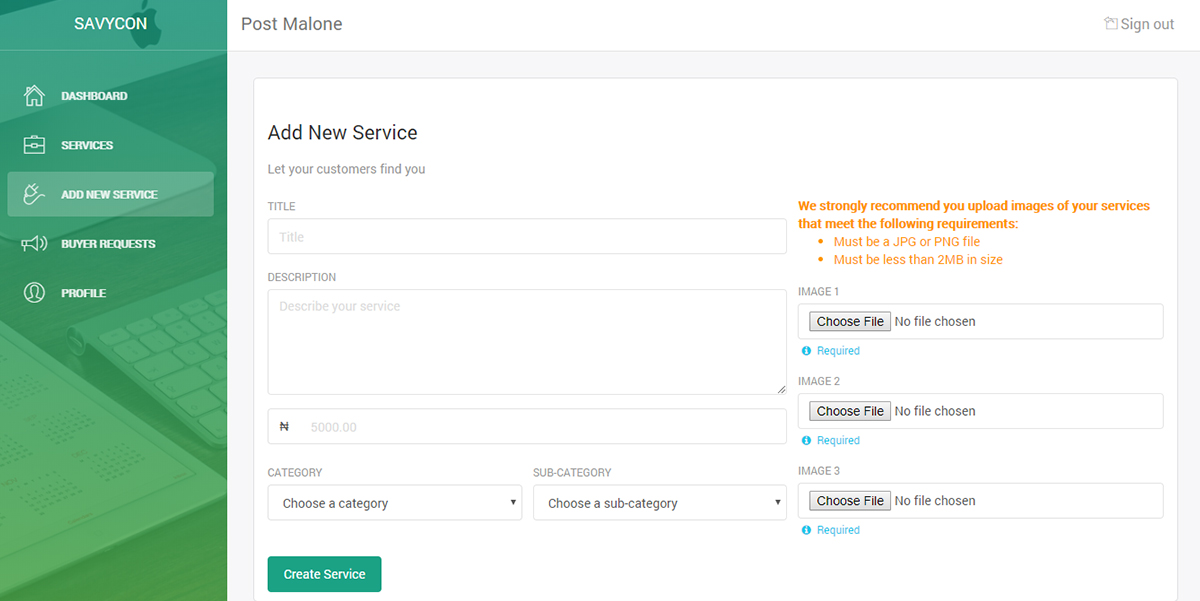 SAVYCON
DASHBOARD
SERVICES
ADD NEW SERVICE
BUYER REQUESTS
PROFILE
Post Malone
Sign out
Add New Service
Let your customers find you
TITLE
Title
DESCRIPTION
Describe your service
₦ 5000.00
CATEGORY
Choose a category
SUB-CATEGORY
Choose a sub-category
Create Service
We strongly recommend you upload images of your services
that meet the following requirements:
• Must be a JPG or PNG file
• Must be less than 2MB in size
IMAGE 1
Choose File No file chosen
Required
IMAGE 2
Choose File No file chosen
Required
IMAGE 3
Choose File No file chosen
Required